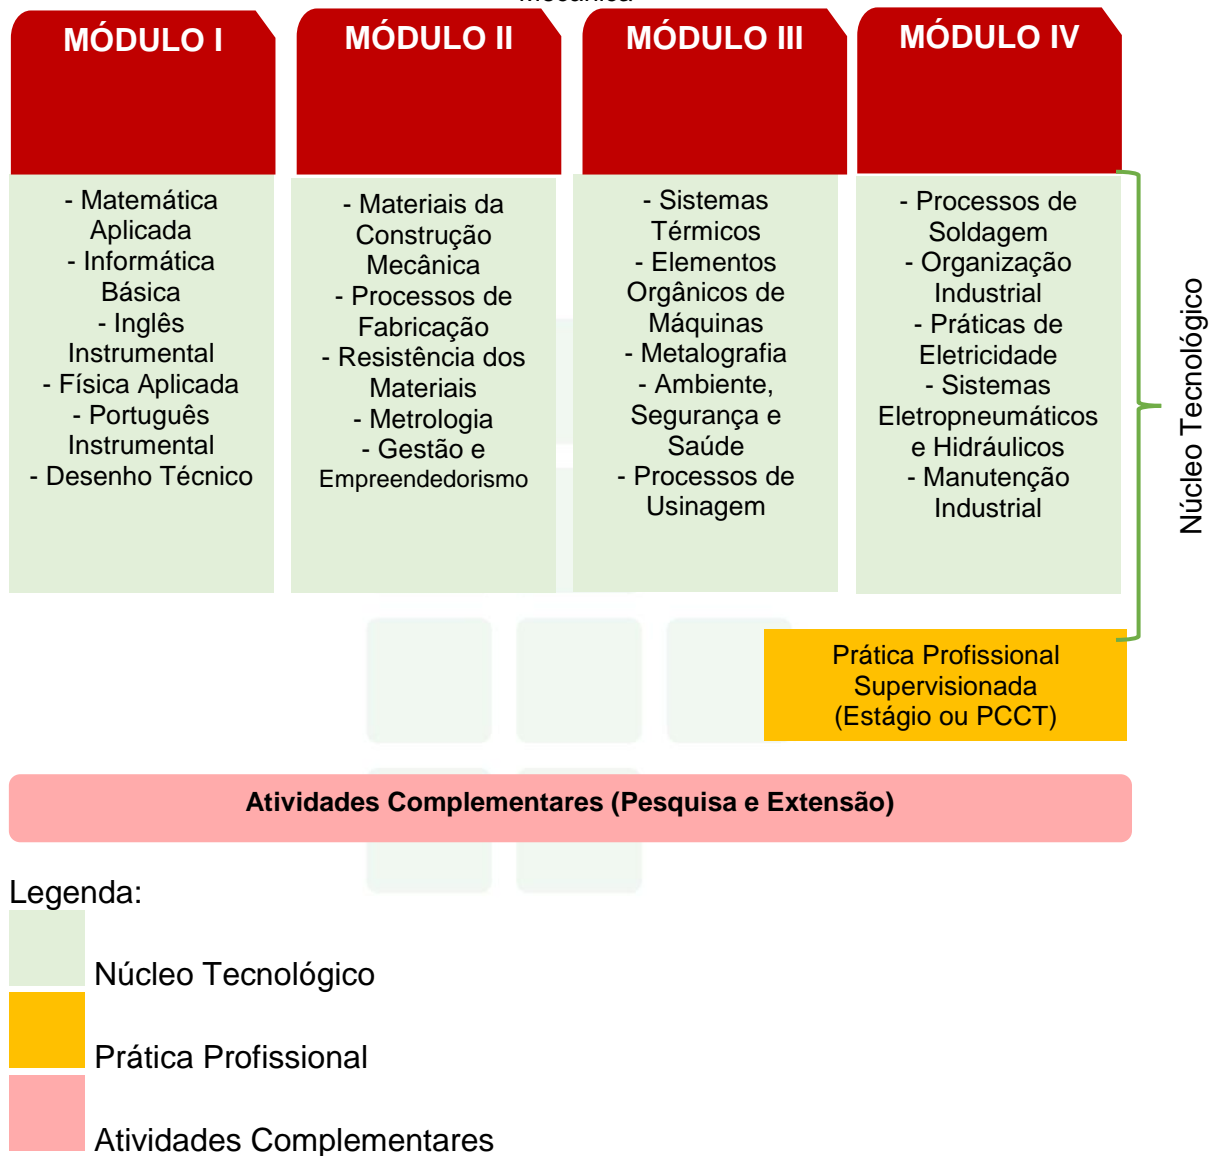 Mecânica
MÓDULO I
- Matemática
Aplicada
- Informática
Básica
- Inglês
Instrumental
- Física Aplicada
- Português
Instrumental
- Desenho Técnico
MÓDULO II
- Materiais da
Construção
Mecânica
- Processos de
Fabricação
- Resistência dos
Materiais
- Metrologia
- Gestão e
Empreendedorismo
MÓDULO III
- Sistemas
Térmicos
- Elementos
Orgânicos de
Máquinas
- Metalografia
- Ambiente,
Segurança e
Saúde
- Processos de
Usinagem
MÓDULO IV
- Processos de
Soldagem
- Organização
Industrial
- Práticas de
Eletricidade
- Sistemas
Eletropneumáticos
e Hidráulicos
- Manutenção
Industrial
Núcleo Tecnológico
Prática Profissional
Supervisionada
(Estágio ou PCCT)
Atividades Complementares (Pesquisa e Extensão)
Legenda:
Núcleo Tecnológico
Prática Profissional
Atividades Complementares